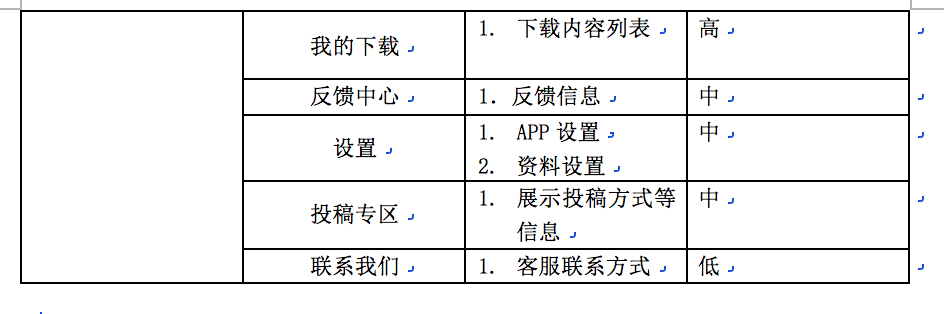 我的下载 1. 下载内容列表 高
反馈中心 1. 反馈信息 中
设置 1. APP 设置 中
2. 资料设置
投稿专区 1. 展示投稿方式等 中
信息
联系我们 1. 客服联系方式 低